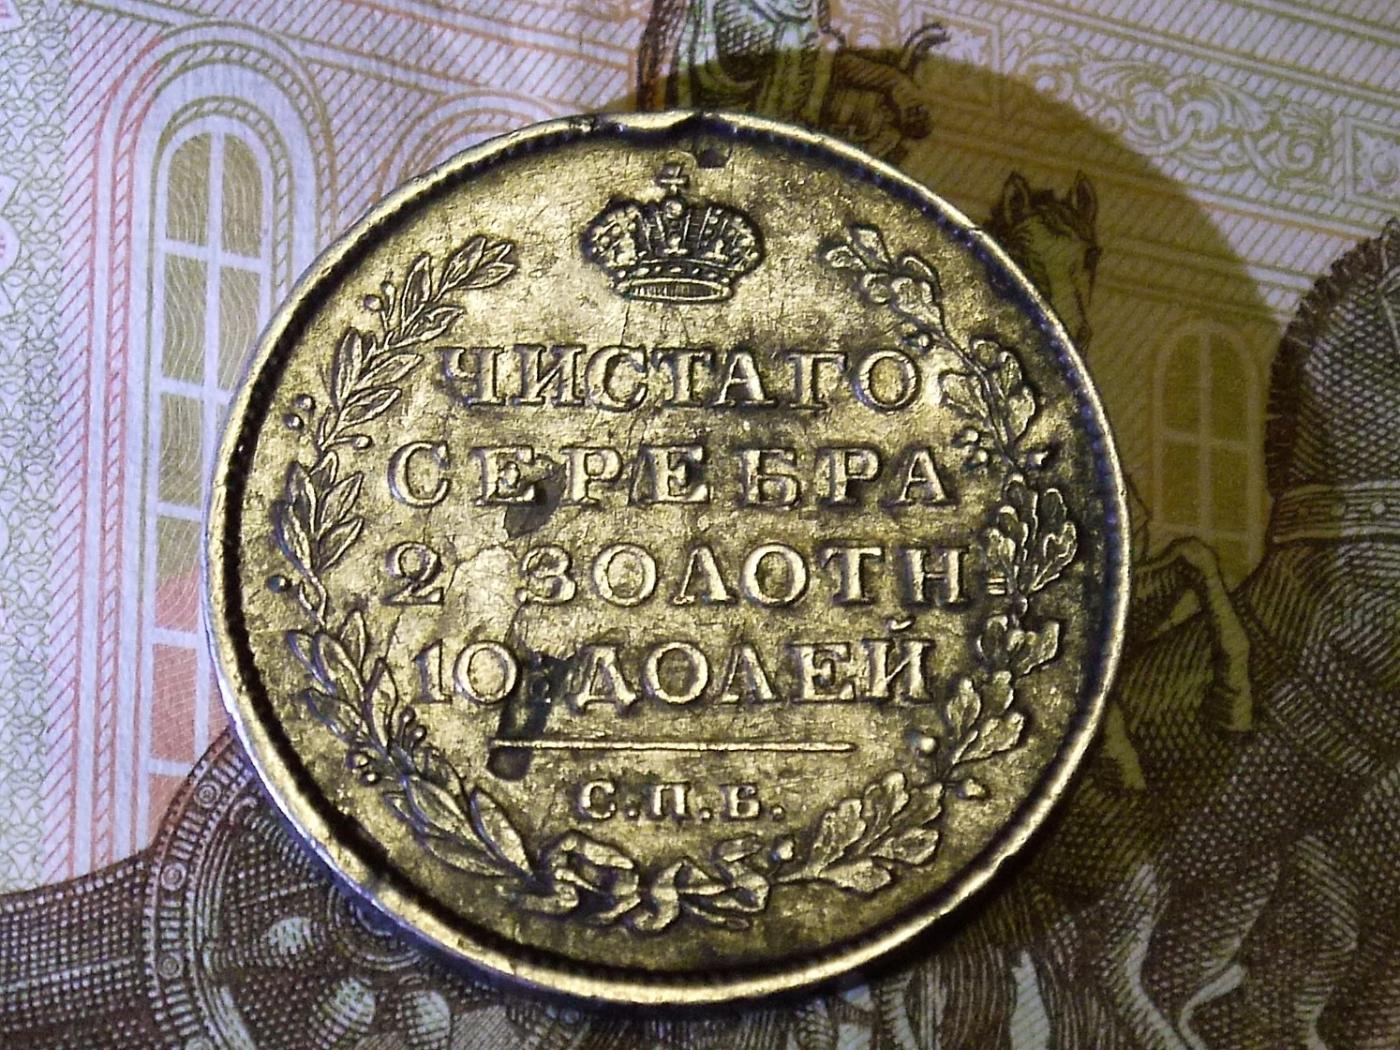 ЧИСТАГО
СЕРЕБРА
2 ЗОЛОТН=
10 ДОЛЕЙ
С.П.Б.